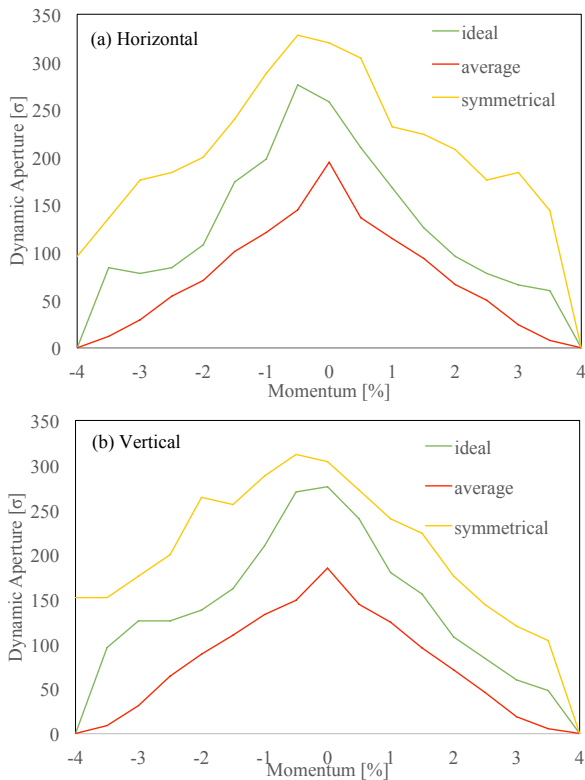 (a) Horizontal
ideal
average
symmetrical
Dynamic Aperture [σ]
350
300
250
200
150
100
50
0
-4 -3 -2 -1 0 1 2 3 4
Momentum [%]
(b) Vertical
ideal
average
symmetrical
Dynamic Aperture [σ]
350
300
250
200
150
100
50
0
-4 -3 -2 -1 0 1 2 3 4
Momentum [%]